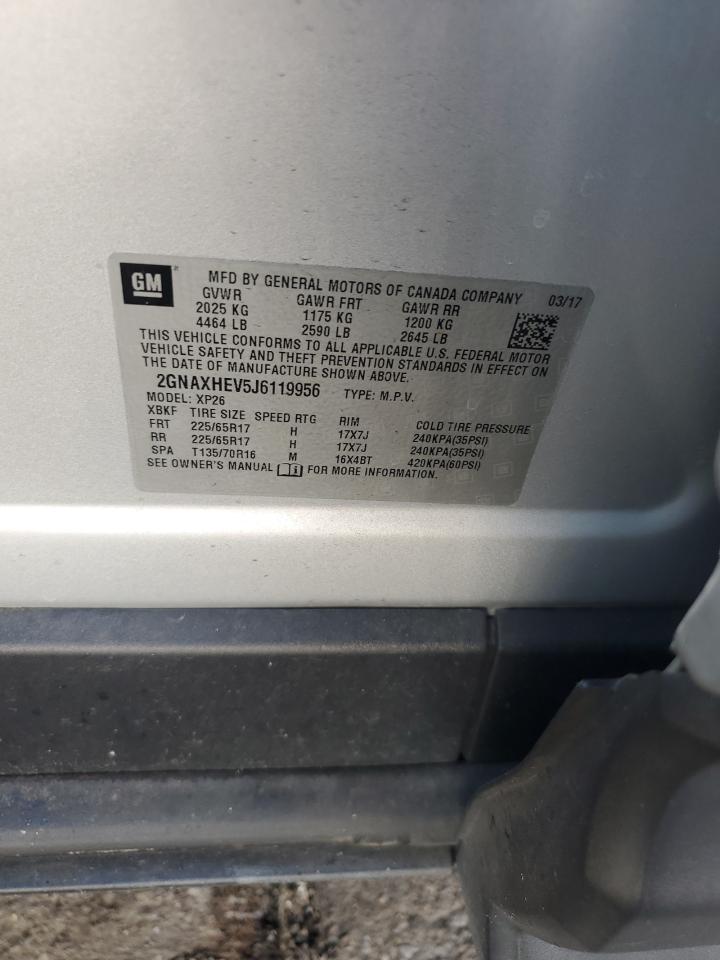 GM MFD BY GENERAL MOTORS OF CANADA COMPANY 03/17
GVWR GAWR FRT GAWR RR
2025 KG 1175 KG 1200 KG
4464 LB 2590 LB 2645 LB
THIS VEHICLE CONFORMS TO ALL APPLICABLE U.S. FEDERAL MOTOR
VEHICLE SAFETY AND THEFT PREVENTION STANDARDS IN EFFECT ON
THE DATE OF MANUFACTURE SHOWN ABOVE.
2GNAXHEV5J6119956 TYPE: M.P.V.
MODEL: XP26
XBKF TIRE SIZE SPEED RTG RIM COLD TIRE PRESSURE
FRT 225/65R17 H 17X7J 240KPA(35PSI)
RR 225/65R17 H 17X7J 240KPA(35PSI)
SPA T135/70R16 M 16X4BT 420KPA(60PSI)
SEE OWNER'S MANUAL FOR MORE INFORMATION.